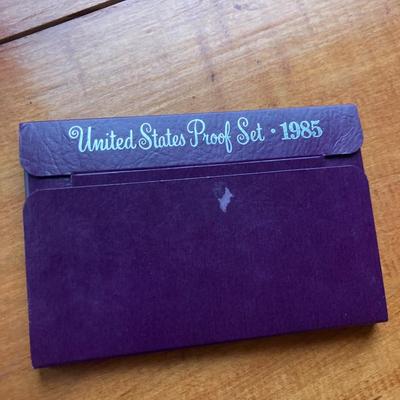 United States Proof Set · 1985